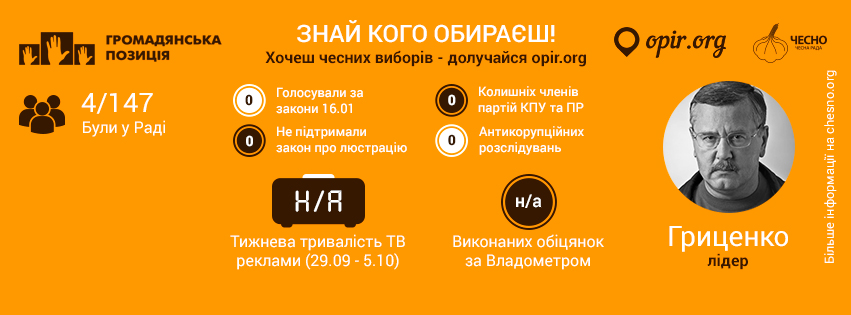 ГРОМАДЯНСЬКА
ПОЗИЦІЯ
ЗНАЙ КОГО ОБИРАЄШ!
Хочеш чесних виборів - долучайся opir.org
opir.org
ЧЕСНО
ЧЕСНА РАДА
4/147
Були у Раді
0
Голосували за
закони 16.01
0
Колишніх членів
партій КПУ та ПР
0
Не підтримали
закон про люстрацію
0
Антикорупційних
розслідувань
Н/Я
Тижнева тривалість ТВ
реклами (29.09 - 5.10)
н/а
Виконаних обіцянок
за Владометром
Гриценко
лідер
Більше інформації на chesno.org